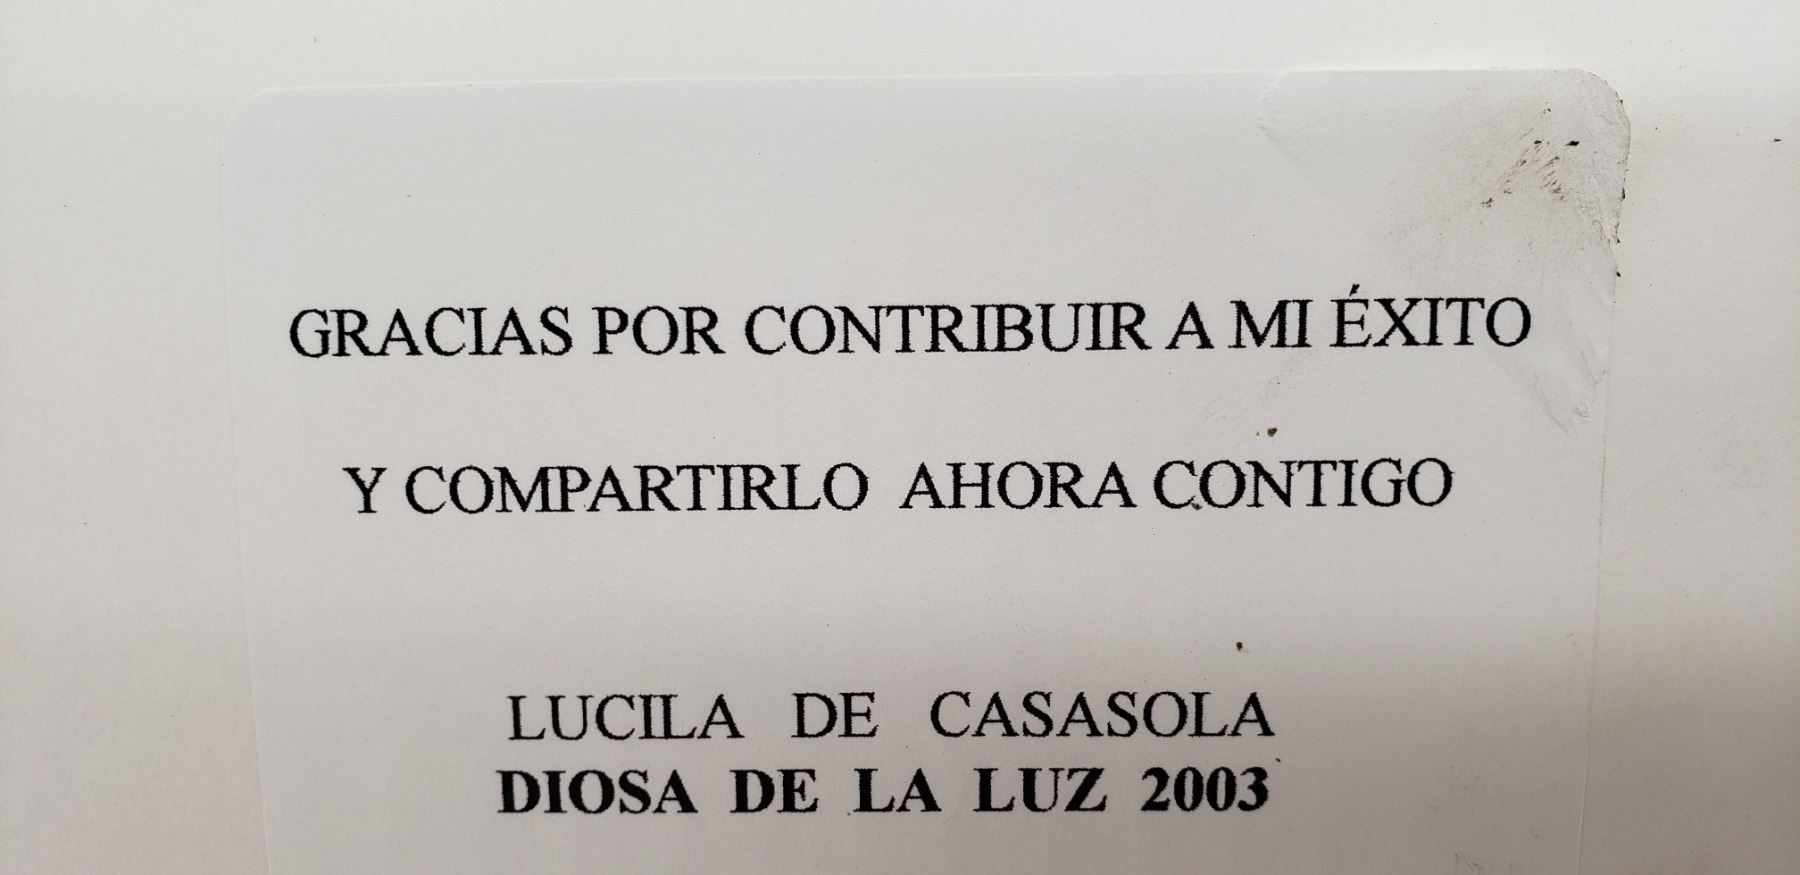 GRACIAS POR CONTRIBUIR A MI ÉXITO
Y COMPARTIRLO AHORA CONTIGO
LUCILA DE CASASOLA
DIOSA DE LA LUZ 2003